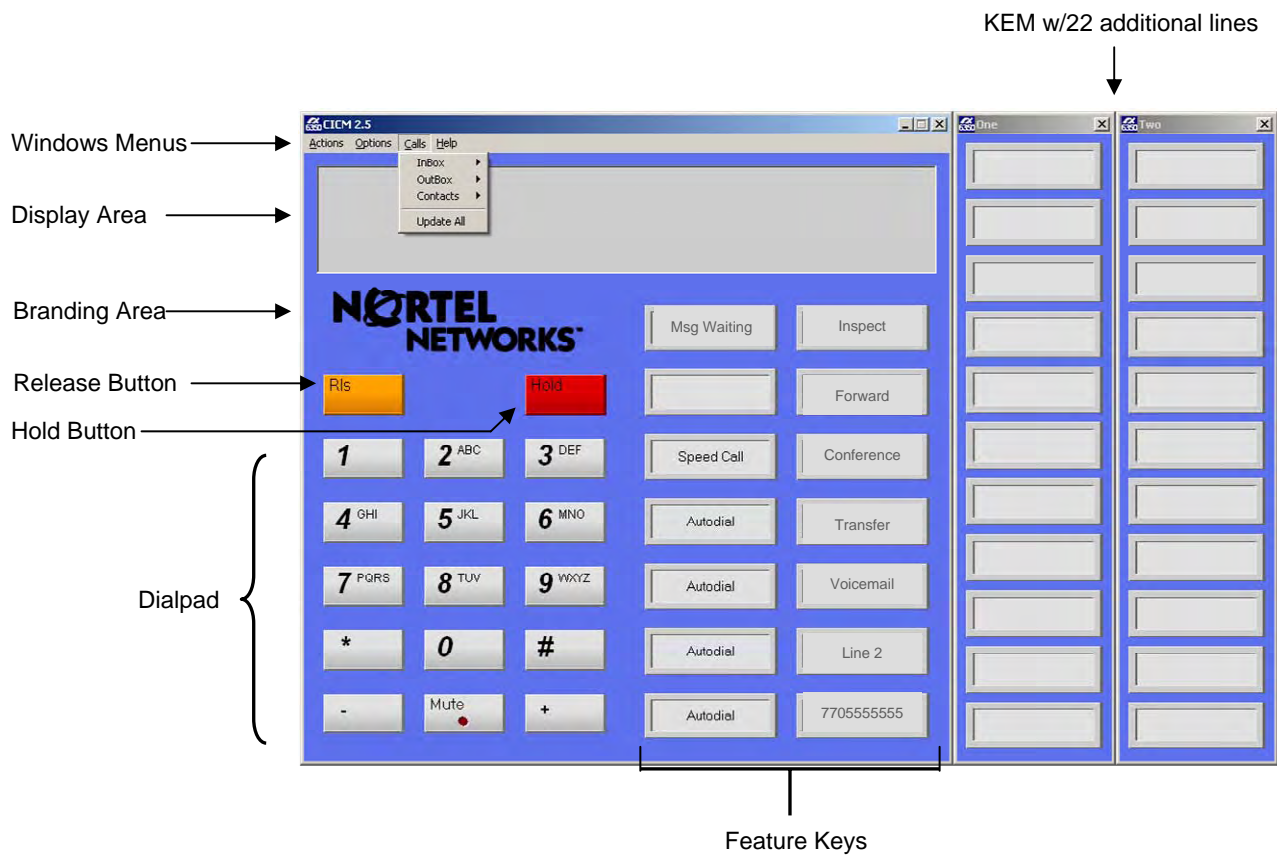 KEM w/22 additional lines
CICM 2.5
One
Two
Windows Menus
Actions Options Calls Help
InBox
OutBox
Contacts
Update All
Display Area
Branding Area
NORTEL
NETWORKS
Msg Waiting
Inspect
Release Button
Rls
Hold
Forward
Hold Button
1
2 ABC
3 DEF
Speed Call
Conference
4 GHI
5 JKL
6 MNO
Autodial
Transfer
Dialpad
7 PQRS
8 TUV
9 WXYZ
Autodial
Voicemail
*
0
#
Autodial
Line 2
-
Mute
+
Autodial
7705555555
Feature Keys